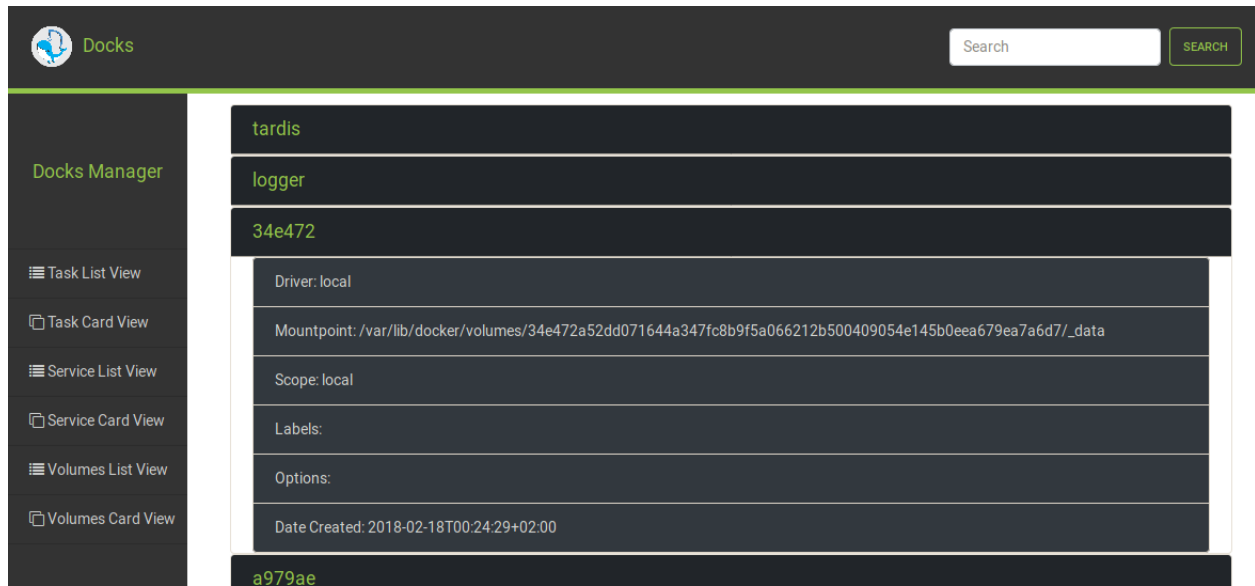 Docks
Search
SEARCH
Docks Manager
Task List View
Task Card View
Service List View
Service Card View
Volumes List View
Volumes Card View
tardis
logger
34e472
Driver: local
Mountpoint: /var/lib/docker/volumes/34e472a52dd071644a347fc8b9f5a066212b500409054e145b0eea679ea7a6d7/_data
Scope: local
Labels:
Options:
Date Created: 2018-02-18T00:24:29+02:00
a979ae